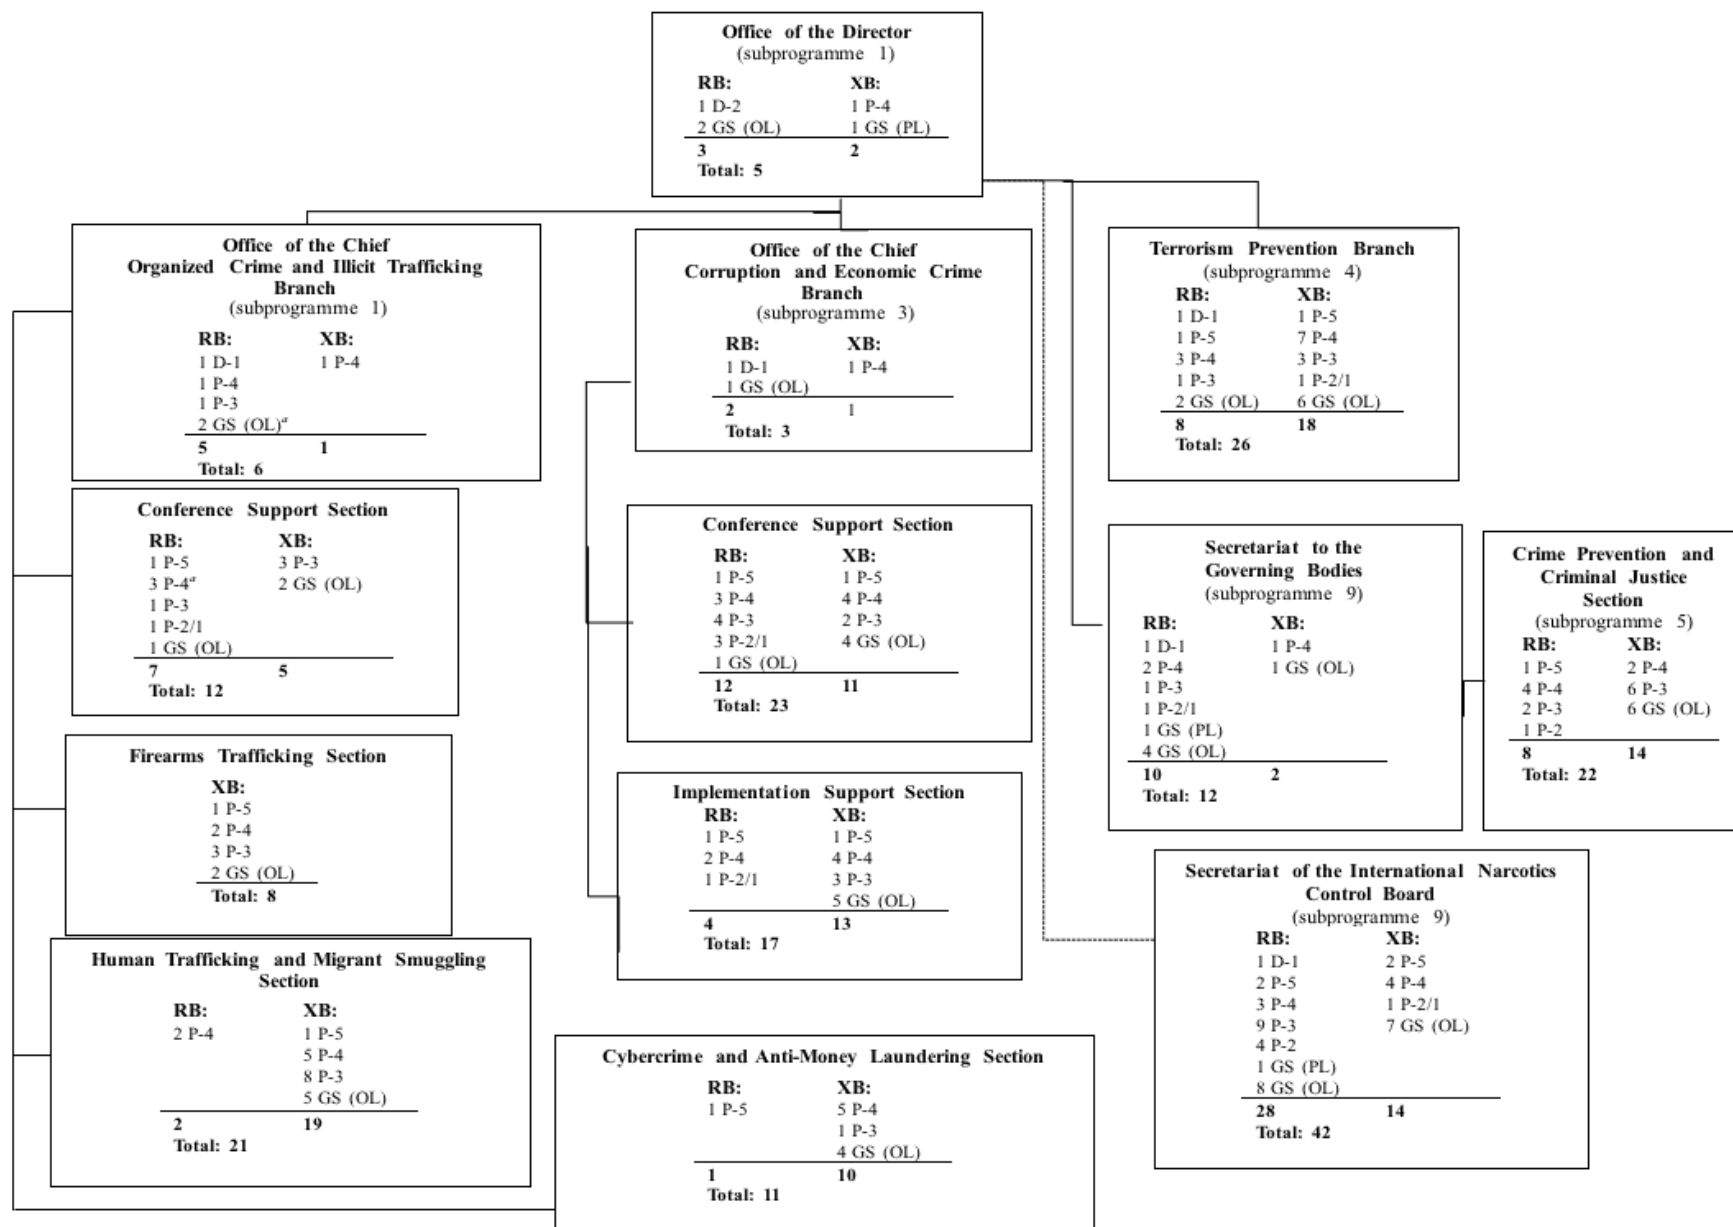 Office of the Director
(subprogramme 1)
RB: XB:
1 D-2 1 P-4
2 GS (OL) 1 GS (PL)
3 2
Total: 5
Office of the Chief
Organized Crime and Illicit Trafficking
Branch
(subprogramme 1)
RB: XB:
1 D-1 1 P-4
1 P-4
1 P-3
2 GS (OL)a
5 1
Total: 6
Office of the Chief
Corruption and Economic Crime
Branch
(subprogramme 3)
RB: XB:
1 D-1 1 P-4
1 GS (OL)
2 1
Total: 3
Terrorism Prevention Branch
(subprogramme 4)
RB: XB:
1 D-1 1 P-5
1 P-5 7 P-4
3 P-4 3 P-3
1 P-3 1 P-2/1
2 GS (OL) 6 GS (OL)
8 18
Total: 26
Conference Support Section
RB: XB:
1 P-5 3 P-3
3 P-4a 2 GS (OL)
1 P-3
1 P-2/1
1 GS (OL)
7 5
Total: 12
Conference Support Section
RB: XB:
1 P-5 1 P-5
3 P-4 4 P-4
4 P-3 2 P-3
3 P-2/1 4 GS (OL)
1 GS (OL)
12 11
Total: 23
Secretariat to the
Governing Bodies
(subprogramme 9)
RB: XB:
1 D-1 1 P-4
2 P-4 1 GS (OL)
1 P-3
1 P-2/1
1 GS (PL)
4 GS (OL)
10 2
Total: 12
Crime Prevention and
Criminal Justice
Section
(subprogramme 5)
RB: XB:
1 P-5 2 P-4
4 P-4 6 P-3
2 P-3 6 GS (OL)
1 P-2
8 14
Total: 22
Firearms Trafficking Section
XB:
1 P-5
2 P-4
3 P-3
2 GS (OL)
Total: 8
Implementation Support Section
RB: XB:
1 P-5 1 P-5
2 P-4 4 P-4
1 P-2/1 3 P-3
5 GS (OL)
4 13
Total: 17
Secretariat of the International Narcotics
Control Board
(subprogramme 9)
RB: XB:
1 D-1 2 P-5
2 P-5 4 P-4
3 P-4 1 P-2/1
9 P-3 7 GS (OL)
4 P-2
1 GS (PL)
8 GS (OL)
28 14
Total: 42
Human Trafficking and Migrant Smuggling
Section
RB: XB:
2 P-4 1 P-5
5 P-4
8 P-3
5 GS (OL)
2 19
Total: 21
Cybercrime and Anti-Money Laundering Section
RB: XB:
1 P-5 5 P-4
1 P-3
4 GS (OL)
1 10
Total: 11